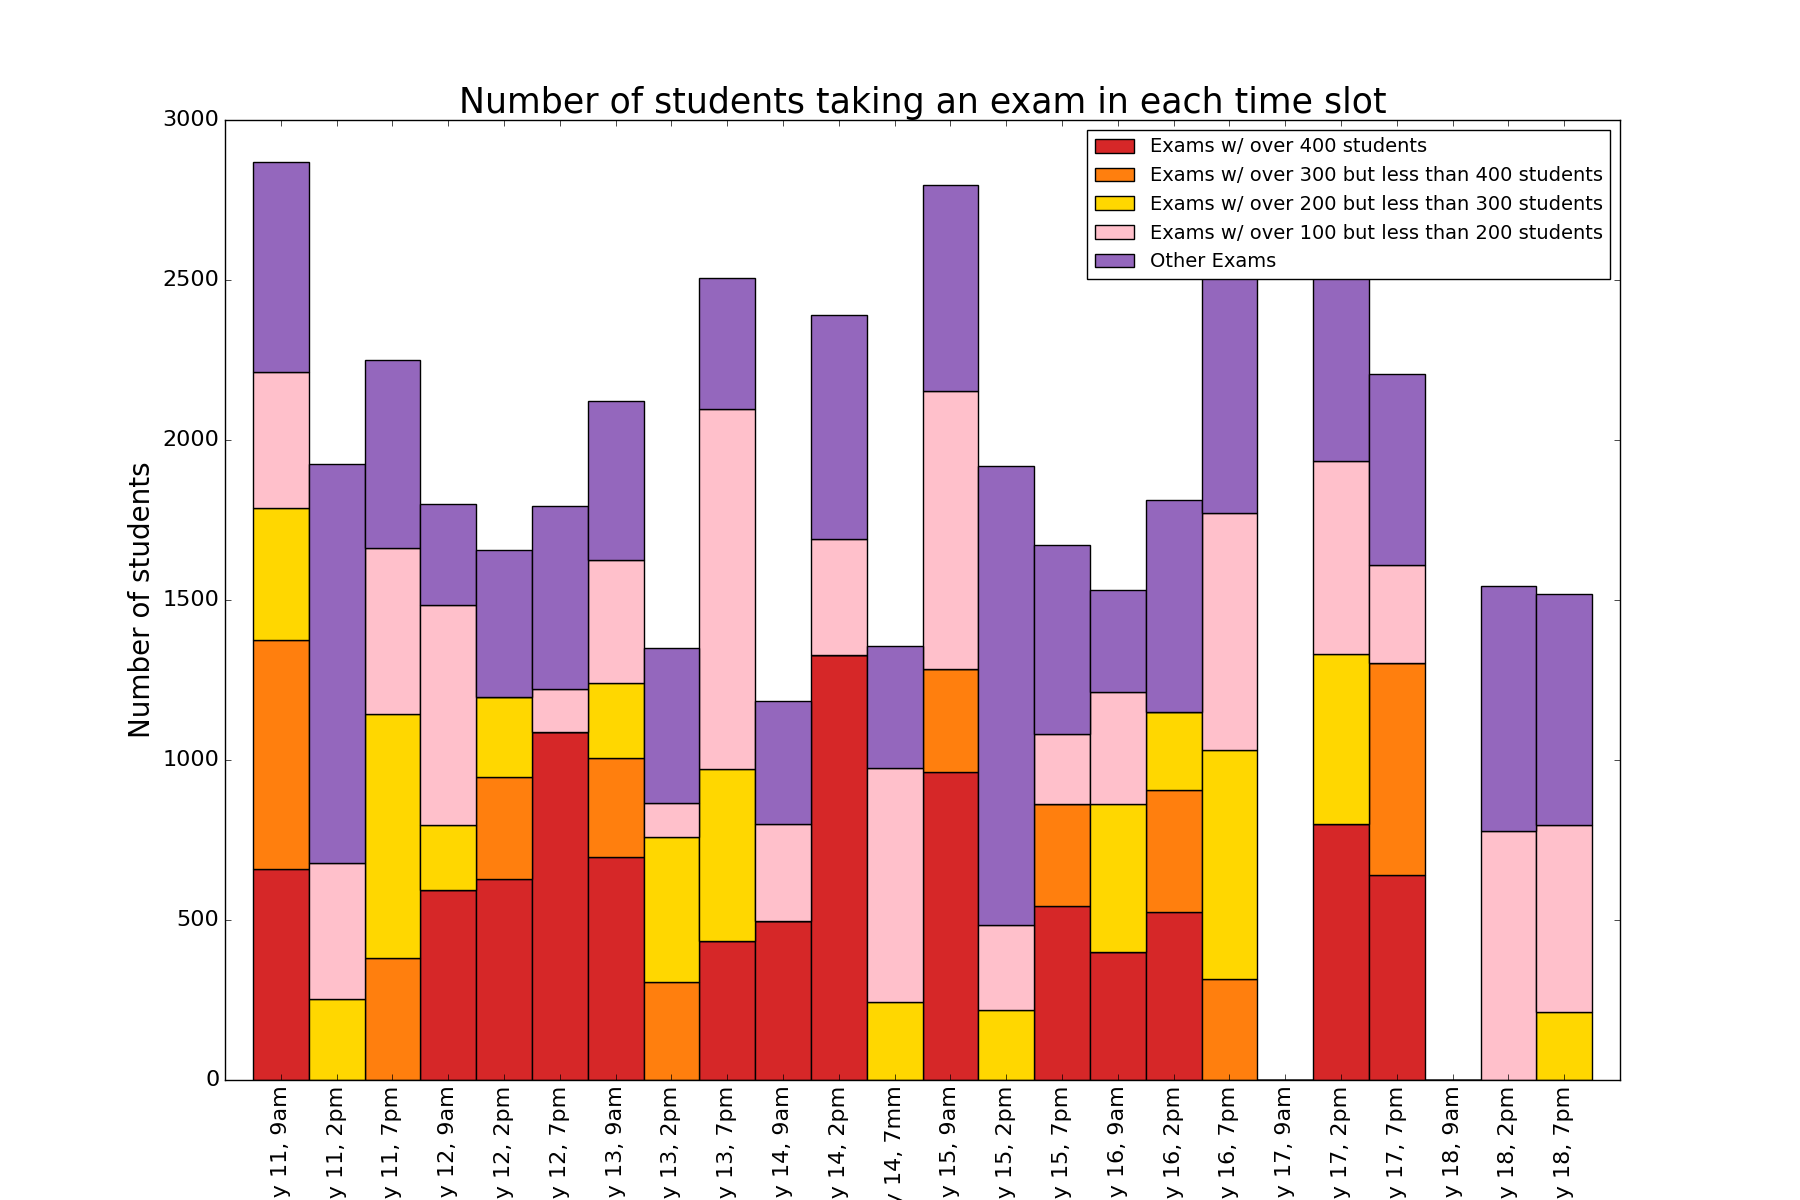 Number of students taking an exam in each time slot
Number of students
3000
2500
2000
1500
1000
500
0
Exams w/ over 400 students
Exams w/ over 300 but less than 400 students
Exams w/ over 200 but less than 300 students
Exams w/ over 100 but less than 200 students
Other Exams
y 11, 9am
y 11, 2pm
y 11, 7pm
y 12, 9am
y 12, 2pm
y 12, 7pm
y 13, 9am
y 13, 2pm
y 13, 7pm
y 14, 9am
y 14, 2pm
y 14, 7mm
y 15, 9am
y 15, 2pm
y 15, 7pm
y 16, 9am
y 16, 2pm
y 16, 7pm
y 17, 9am
y 17, 2pm
y 17, 7pm
y 18, 9am
y 18, 2pm
y 18, 7pm